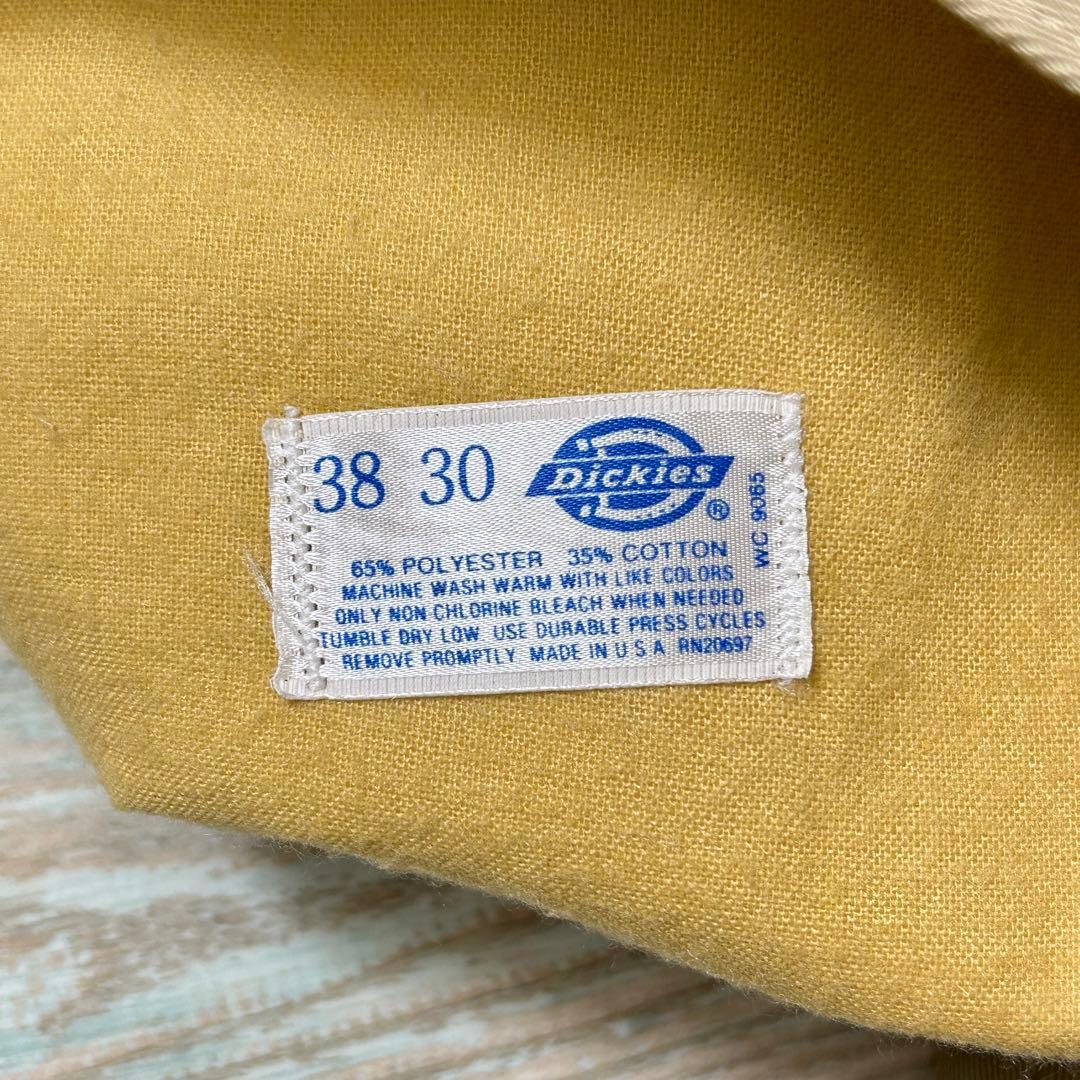 38 30 Dickies ®
WC 9065
65% POLYESTER 35% COTTON
MACHINE WASH WARM WITH LIKE COLORS
ONLY NON CHLORINE BLEACH WHEN NEEDED
TUMBLE DRY LOW USE DURABLE PRESS CYCLES
REMOVE PROMPTLY MADE IN U S A RN20697